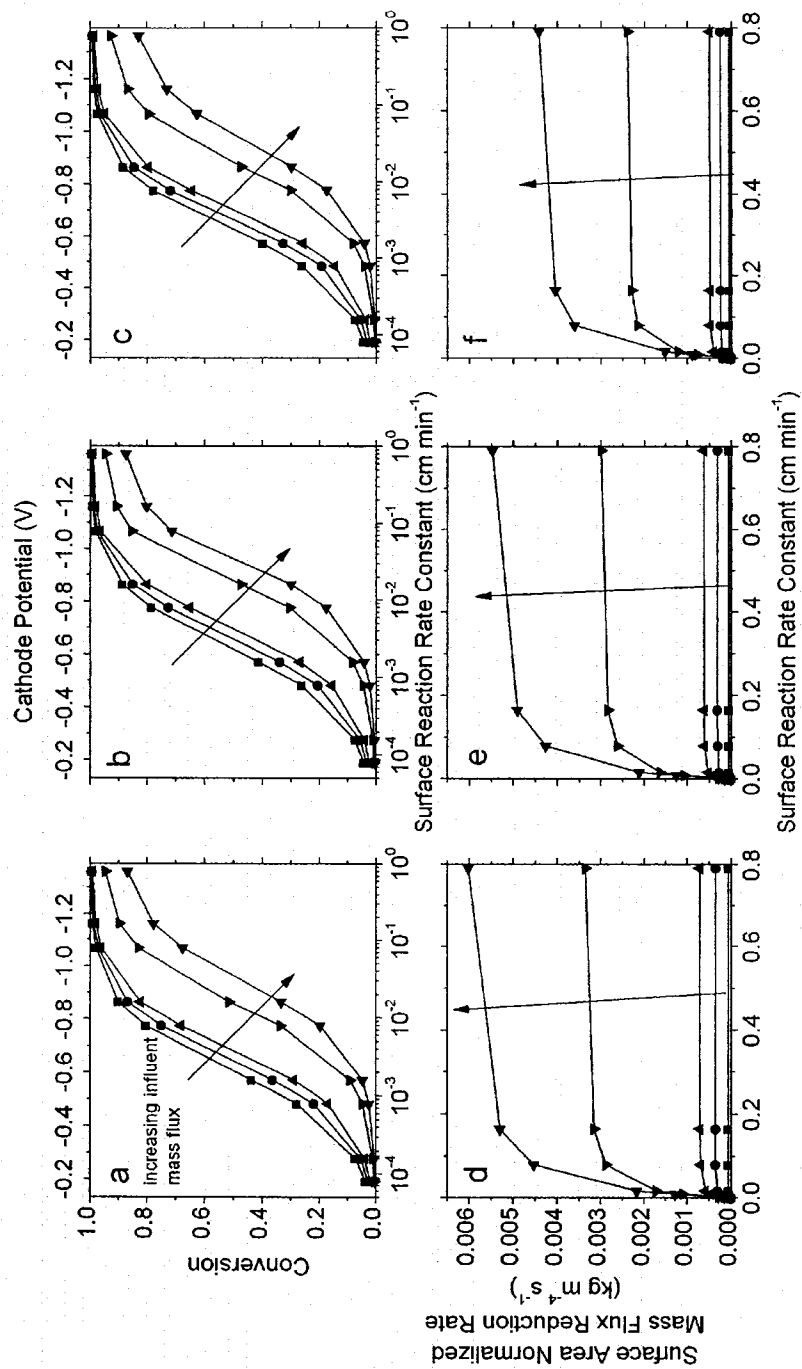 Cathode Potential (V)
-0.2 -0.4 -0.6 -0.8 -1.0 -1.2
-0.2 -0.4 -0.6 -0.8 -1.0 -1.2
-0.2 -0.4 -0.6 -0.8 -1.0 -1.2
Conversion
1.0
0.8
0.6
0.4
0.2
0.0
a
Increasing influent
mass flux
b
c
10⁻⁴ 10⁻³ 10⁻² 10⁻¹ 10⁰
10⁻⁴ 10⁻³ 10⁻² 10⁻¹ 10⁰
10⁻⁴ 10⁻³ 10⁻² 10⁻¹ 10⁰
Surface Reaction Rate Constant (cm min⁻¹)
Surface Area Normalized
Mass Flux Reduction Rate
(kg m⁻⁴ s⁻¹)
0.006
0.005
0.004
0.003
0.002
0.001
0.000
d
e
f
0.0 0.2 0.4 0.6 0.8
0.0 0.2 0.4 0.6 0.8
0.0 0.2 0.4 0.6 0.8
Surface Reaction Rate Constant (cm min⁻¹)